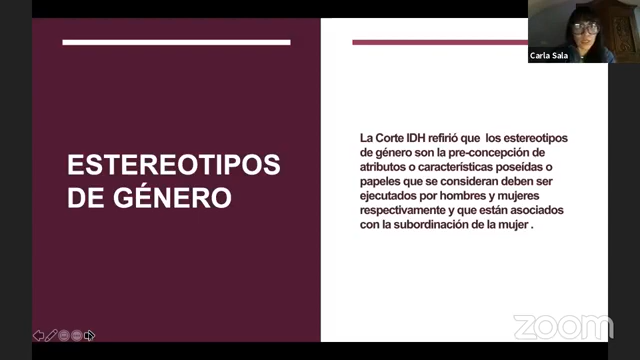 Carla Sala
ESTEREOTIPOS
DE GÉNERO
La Corte IDH refirió que los estereotipos
de género son la pre-concepción de
atributos o características poseídas o
papeles que se consideran deben ser
ejecutados por hombres y mujeres
respectivamente y que están asociados
con la subordinación de la mujer .
zoom